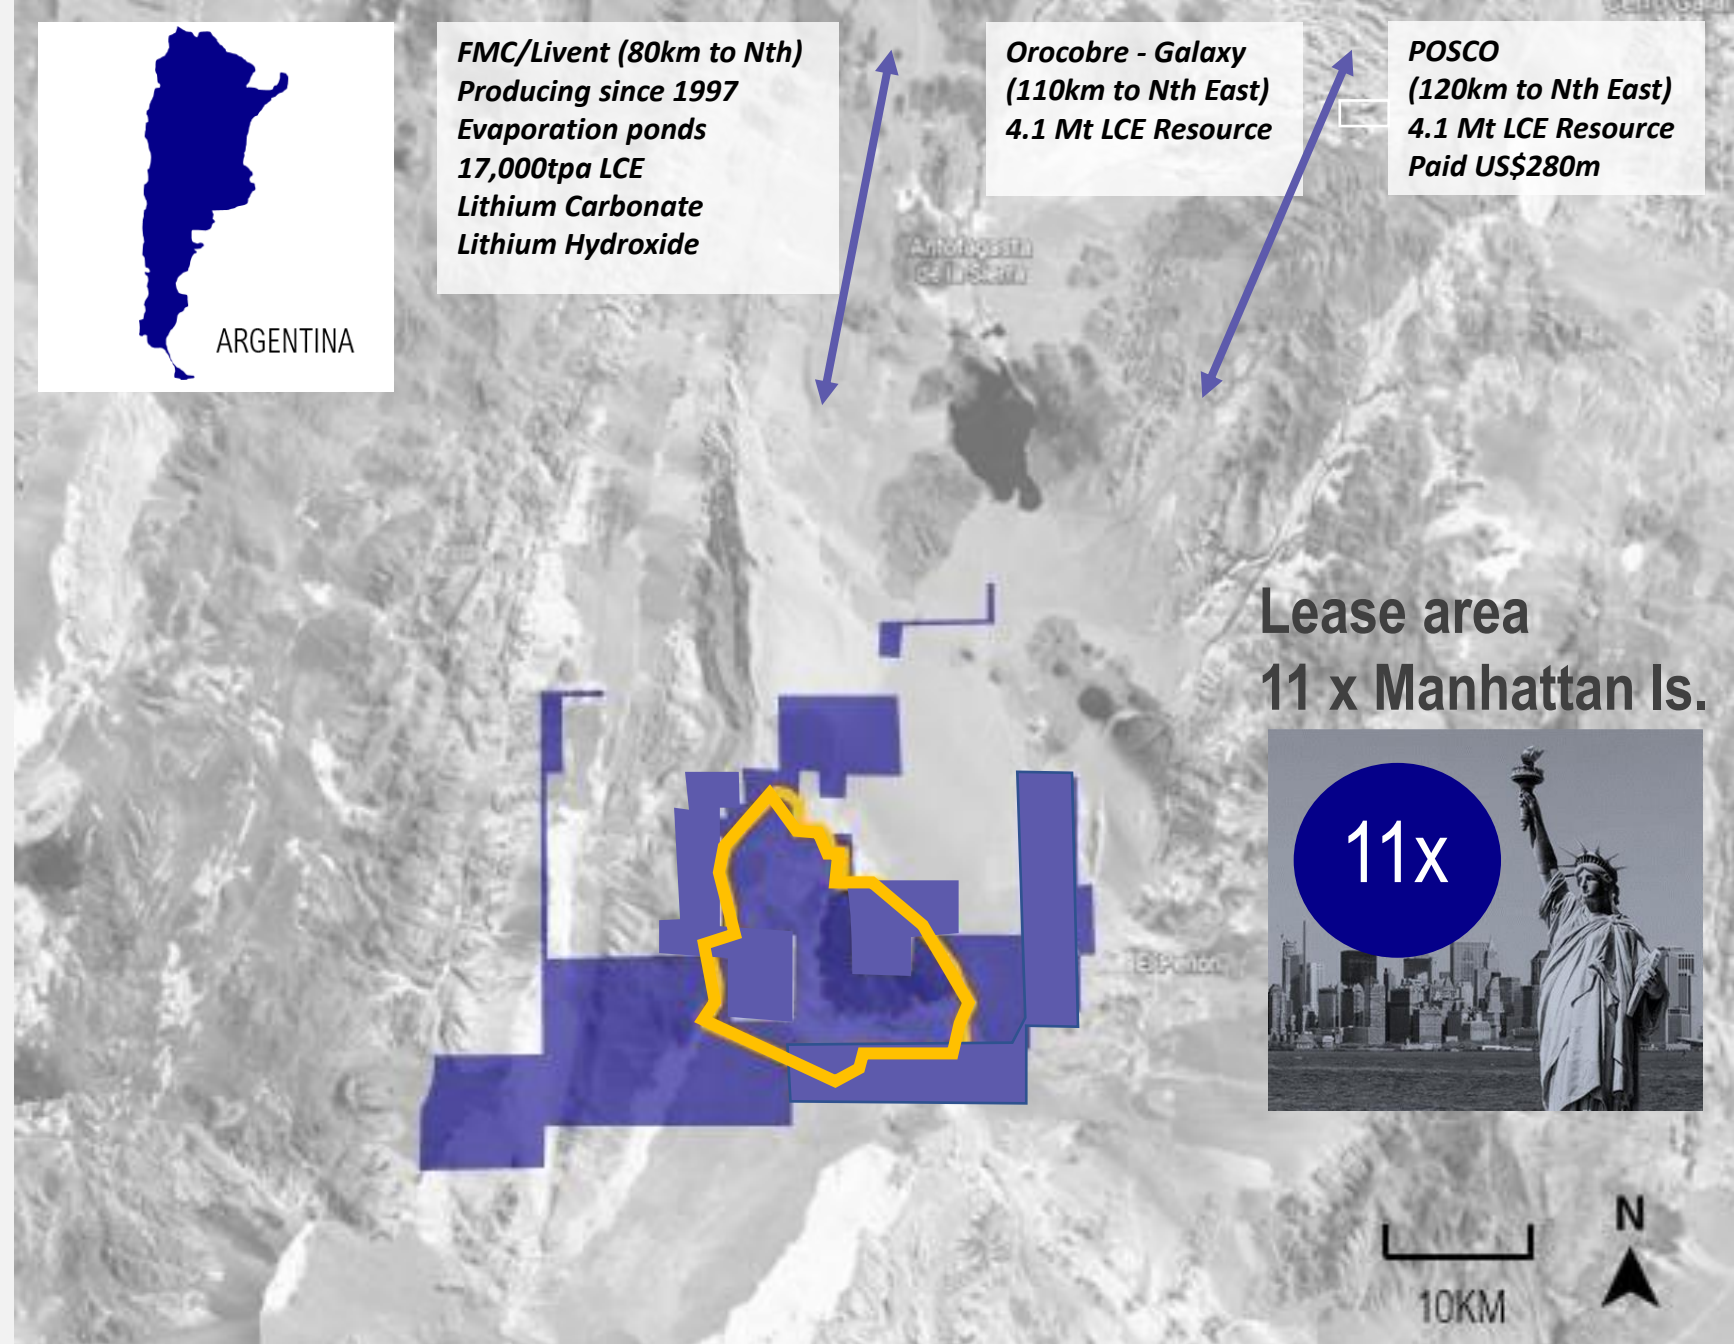 FMC/Livent (80km to Nth)
Producing since 1997
Evaporation ponds
17,000tpa LCE
Lithium Carbonate
Lithium Hydroxide
Orocobre - Galaxy
(110km to Nth East)
4.1 Mt LCE Resource
POSCO
(120km to Nth East)
4.1 Mt LCE Resource
Paid US$280m
ARGENTINA
Antofagasta
de la Sierra
Lease area
11 x Manhattan Is.
11x
El Peñon
N
10KM